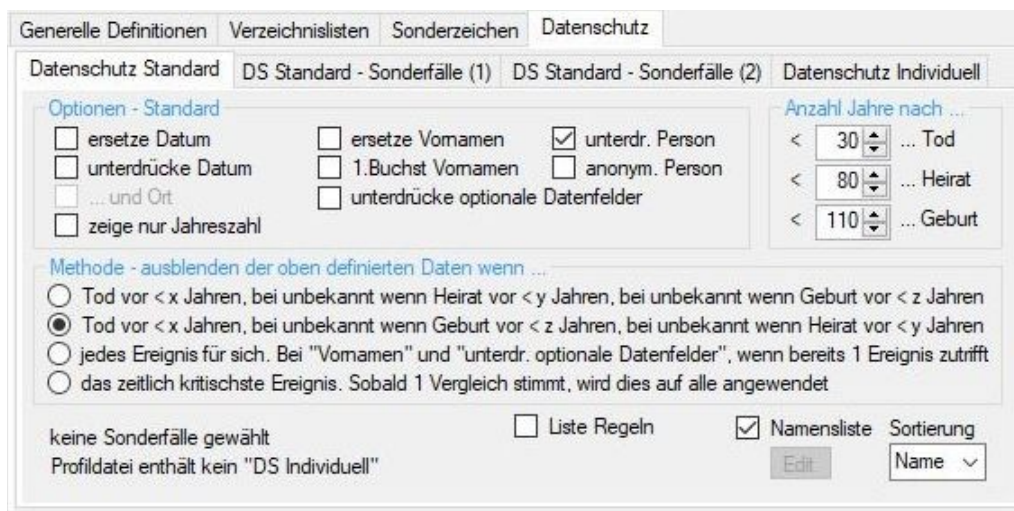 Generelle Definitionen Verzeichnislisten Sonderzeichen Datenschutz
Datenschutz Standard DS Standard - Sonderfälle (1) DS Standard - Sonderfälle (2) Datenschutz Individuell
Optionen - Standard
ersetze Datum ersetze Vornamen unterdr. Person
unterdrücke Datum 1.Buchst Vornamen anonym. Person
... und Ort unterdrücke optionale Datenfelder
zeige nur Jahreszahl
Anzahl Jahre nach ...
< 30 ... Tod
< 80 ... Heirat
< 110 ... Geburt
Methode - ausblenden der oben definierten Daten wenn ...
Tod vor < x Jahren, bei unbekannt wenn Heirat vor < y Jahren, bei unbekannt wenn Geburt vor < z Jahren
Tod vor < x Jahren, bei unbekannt wenn Geburt vor < z Jahren, bei unbekannt wenn Heirat vor < y Jahren
jedes Ereignis für sich. Bei "Vornamen" und "unterdr. optionale Datenfelder", wenn bereits 1 Ereignis zutrifft
das zeitlich kritischste Ereignis. Sobald 1 Vergleich stimmt, wird dies auf alle angewendet
keine Sonderfälle gewählt Liste Regeln Namensliste Sortierung
Profildatei enthält kein "DS Individuell" Edit Name